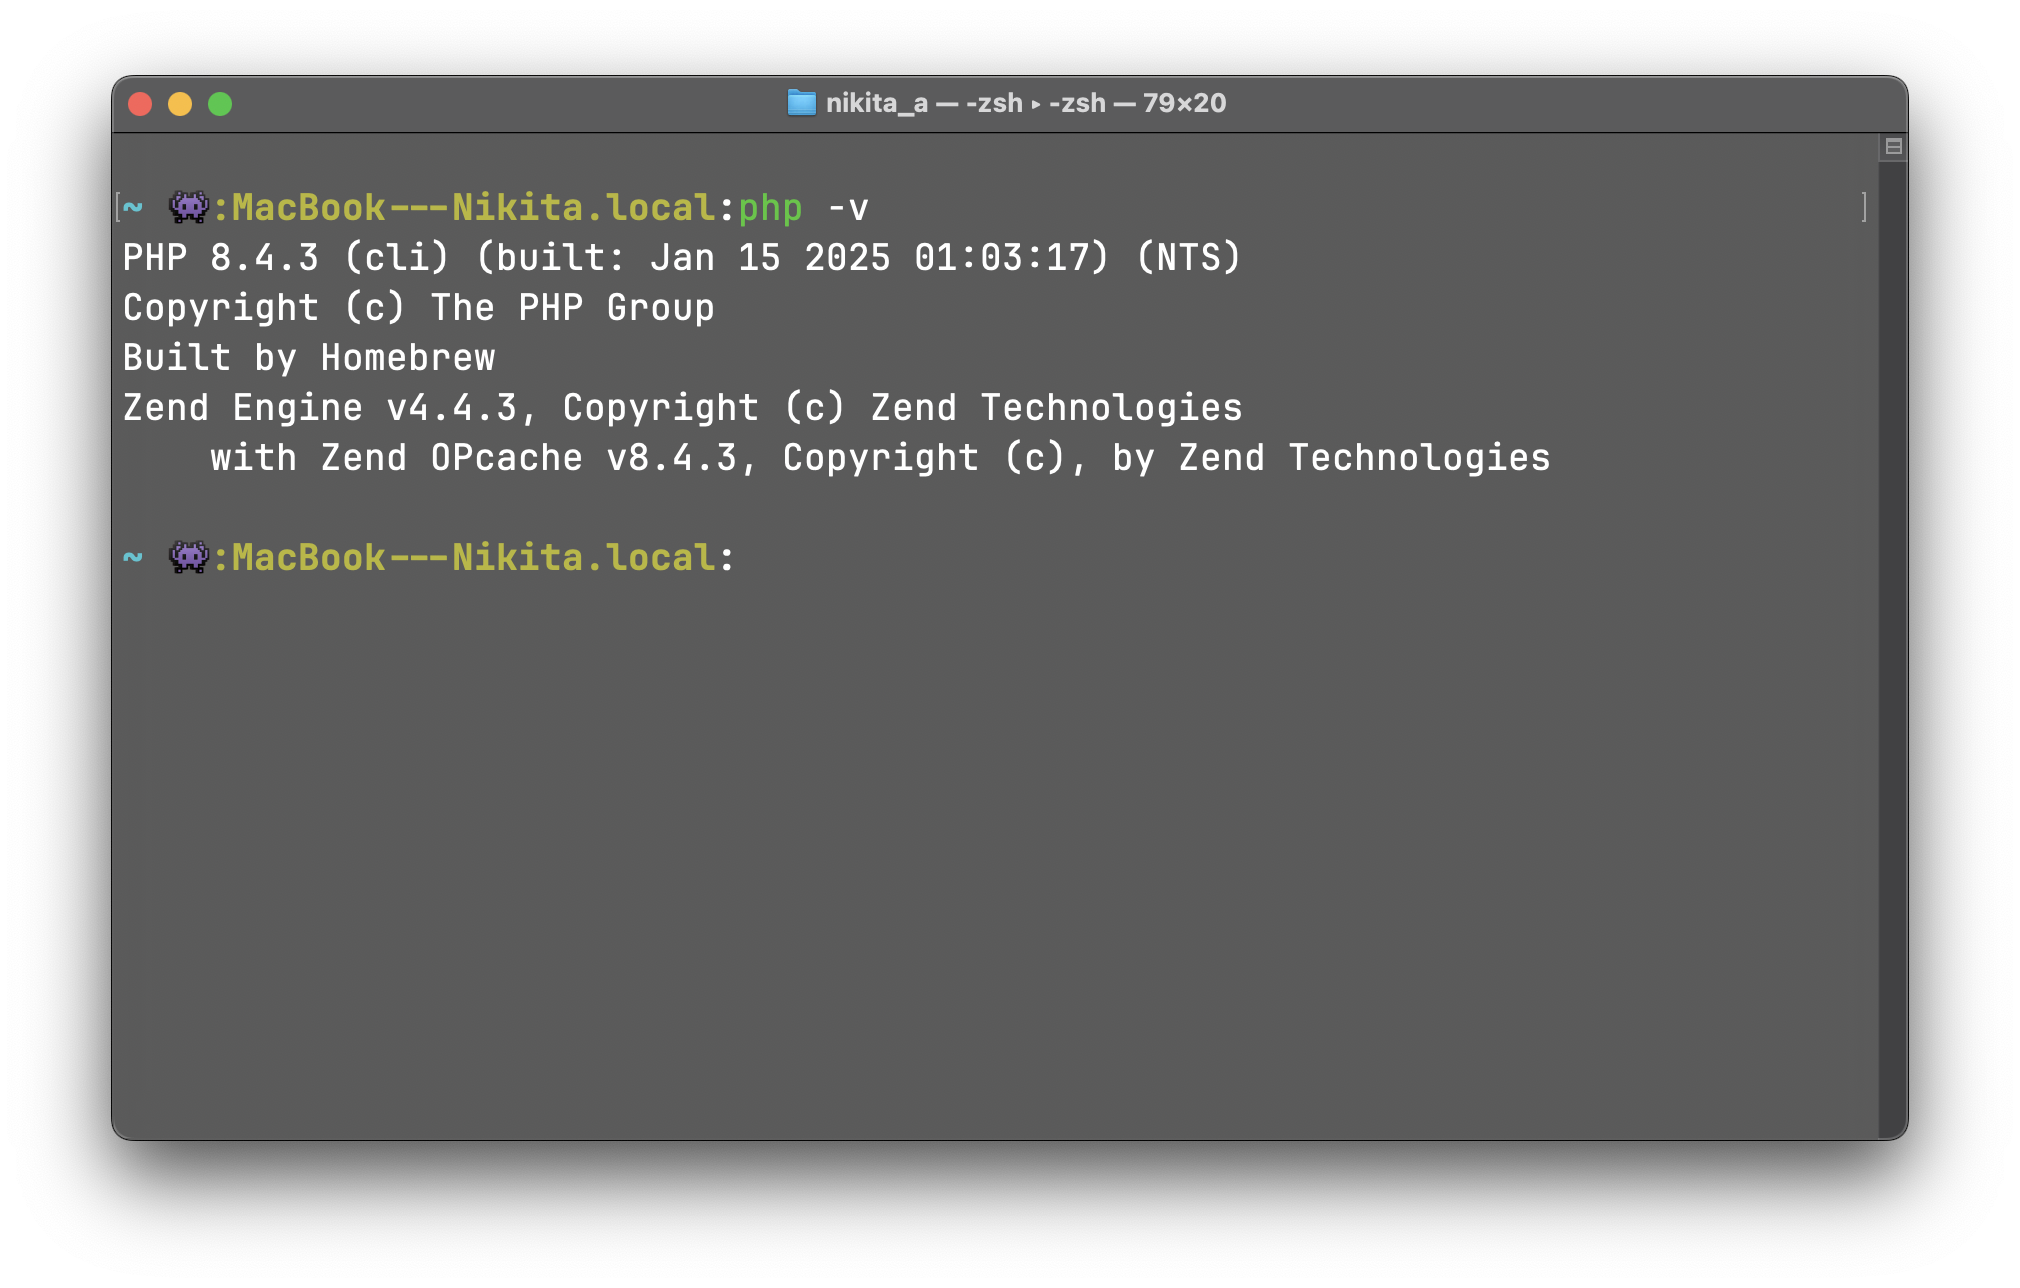 nikita_a — -zsh ▸ -zsh — 79×20
~ 👾:MacBook---Nikita.local:php -v
PHP 8.4.3 (cli) (built: Jan 15 2025 01:03:17) (NTS)
Copyright (c) The PHP Group
Built by Homebrew
Zend Engine v4.4.3, Copyright (c) Zend Technologies
    with Zend OPcache v8.4.3, Copyright (c), by Zend Technologies
~ 👾:MacBook---Nikita.local: